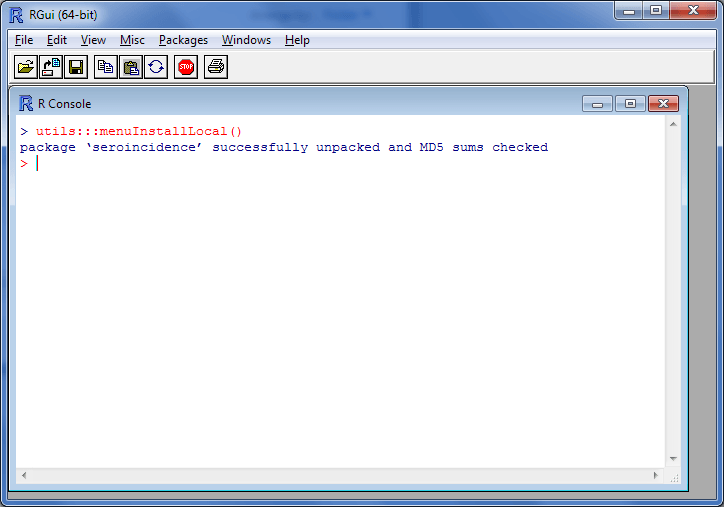 RGui (64-bit)
File Edit View Misc Packages Windows Help
STOP
R Console
> utils:::menuInstallLocal()
package ‘seroincidence’ successfully unpacked and MD5 sums checked
>